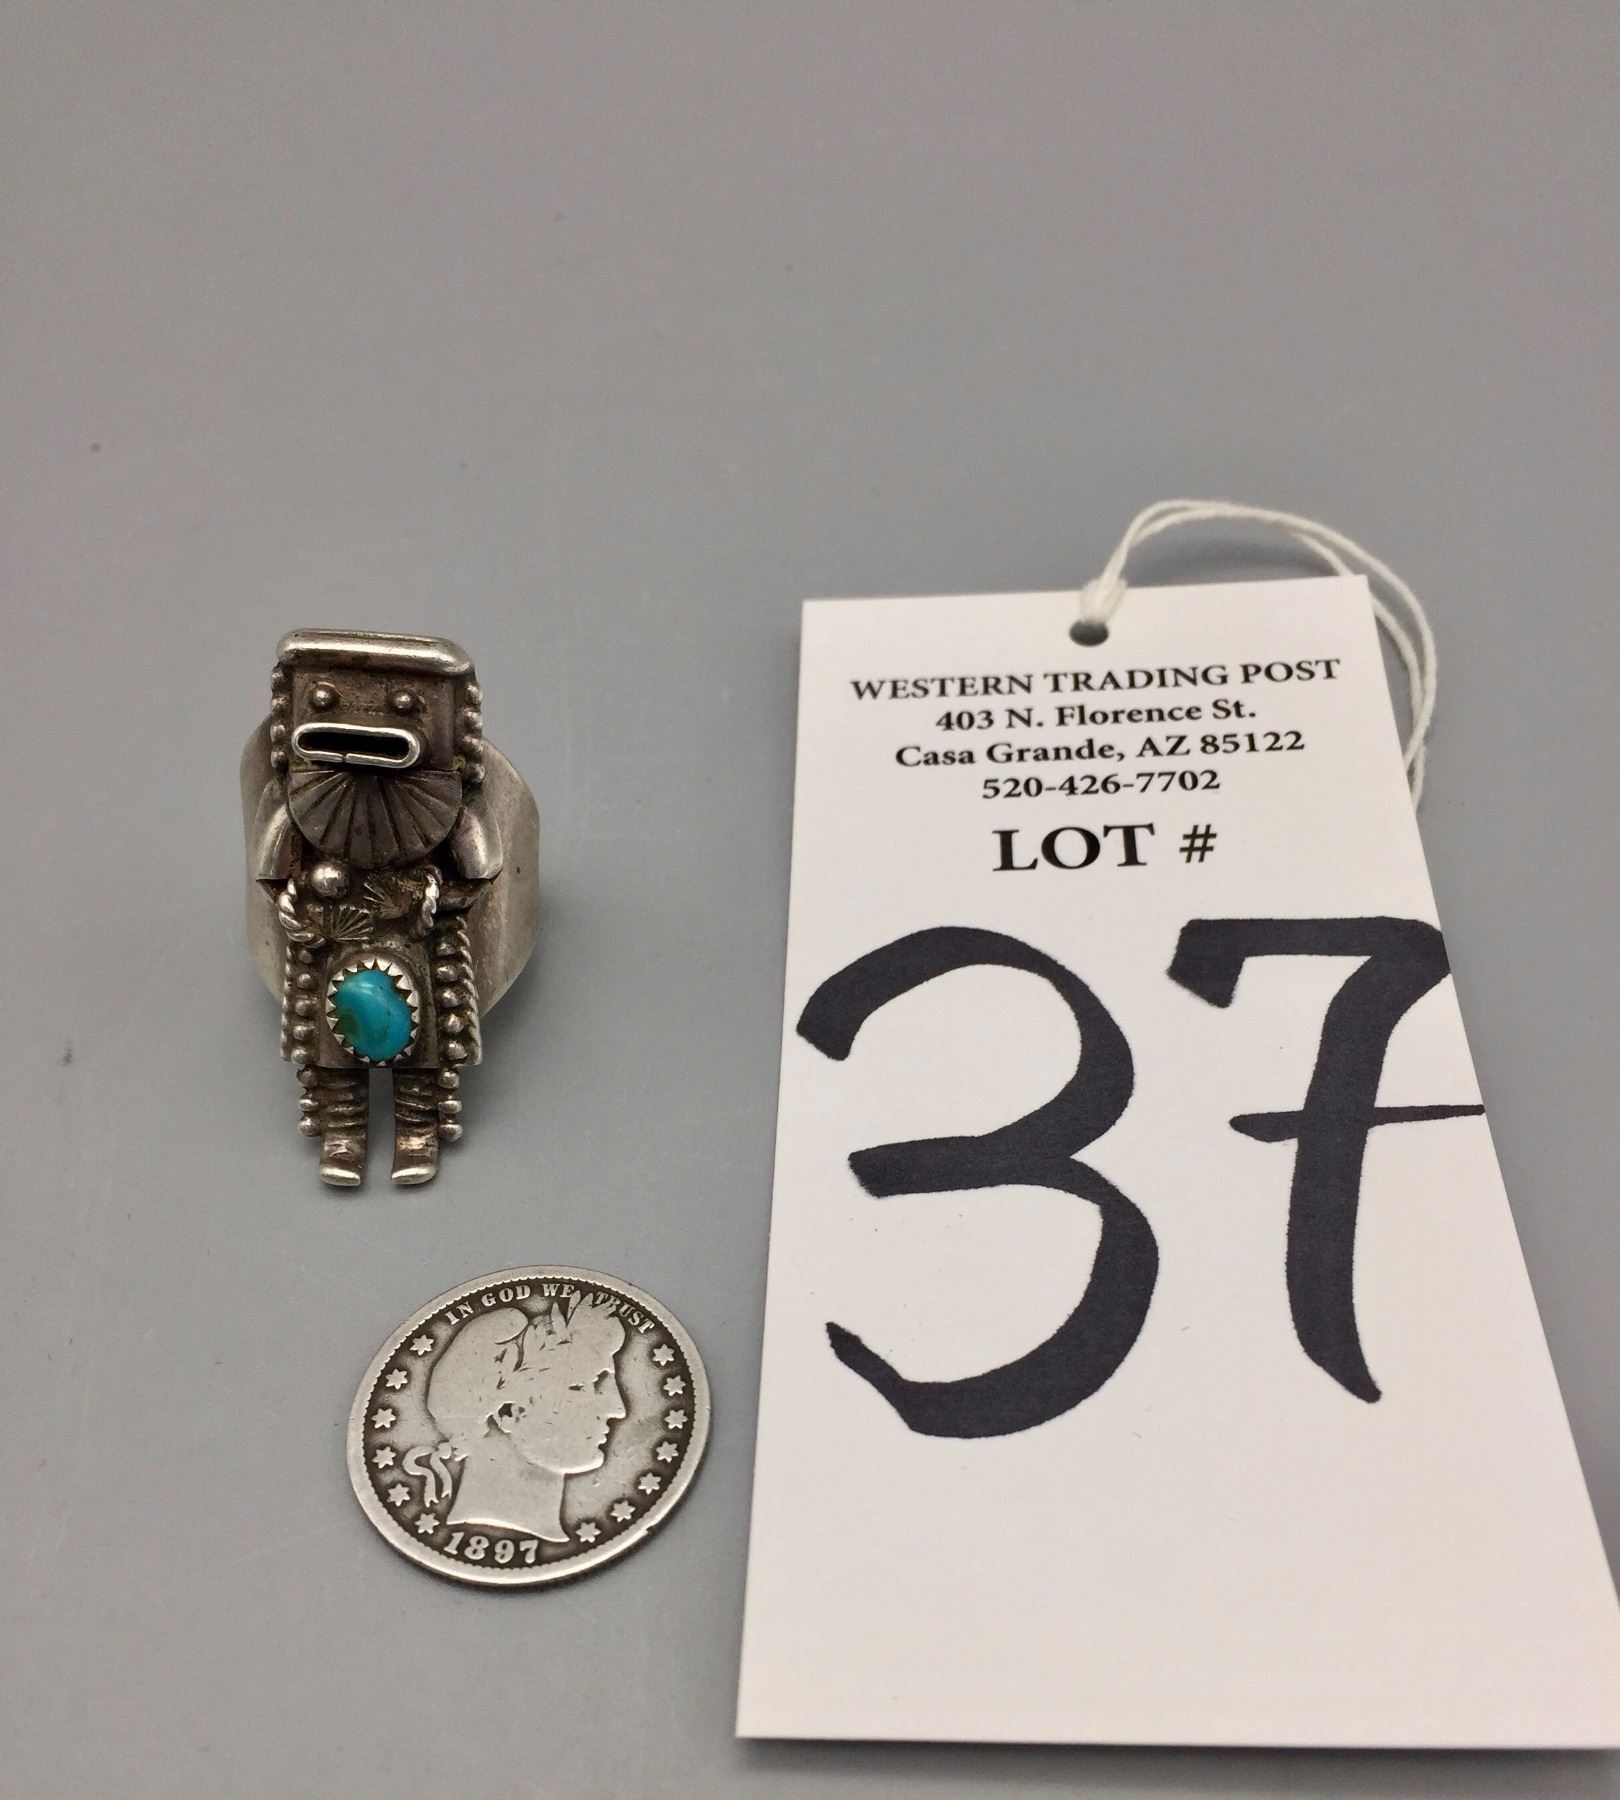 WESTERN TRADING POST
403 N. Florence St.
Casa Grande, AZ 85122
520-426-7702
LOT #
37
IN GOD WE TRUST
1897